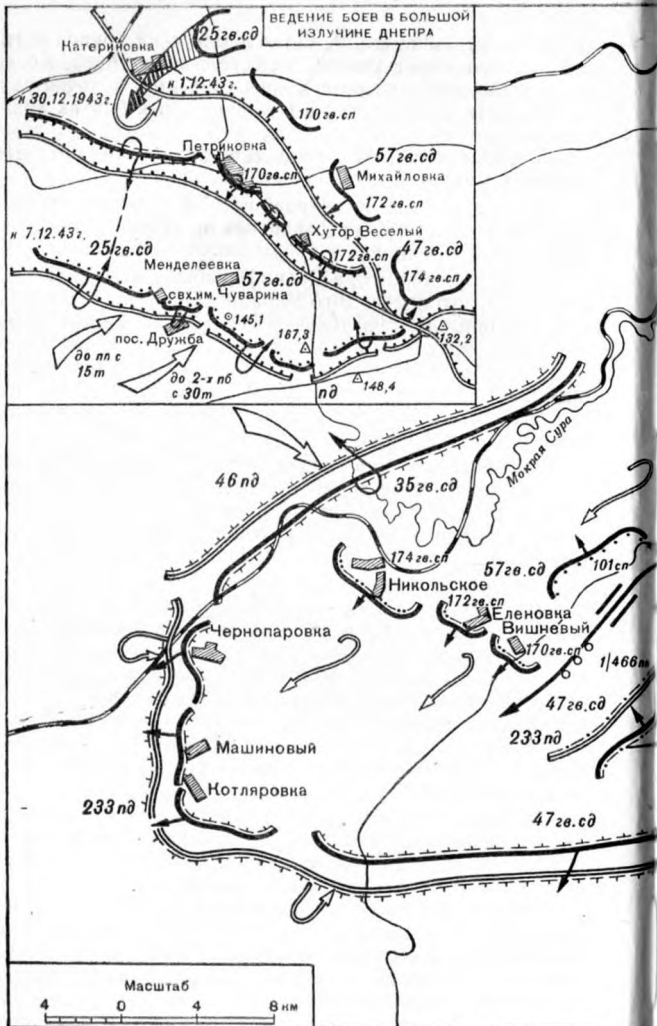 ВЕДЕНИЕ БОЕВ В БОЛЬШОЙ
ИЗЛУЧИНЕ ДНЕПРА
25гв.сд
Катериновка
к 1.12.43г.
к 30.12.1943г.
170гв.сп
Петриковка
170гв.сп
57гв.сд
Михайловка
172гв.сп
к 7.12.43г.
25гв.сд
Хутор Веселый
172гв.сп
47гв.сд
174гв.сп
Менделеевка
57гв.сд
свх.им.Чуварина
145,1
167,3
132,2
пос. Дружба
до пп с
15т
до 2-х пб
с 30т
пд
148,4
Мокрая Сура
46пд
35гв.сд
174гв.сп
Никольское
57гв.сд
101сп
172гв.сп
Еленовка
Вишневый
170гв.сп
1/466пп
Чернопаровка
47гв.сд
233пд
Машиновый
Котляровка
233пд
47гв.сд
Масштаб
4 0 4 8 км